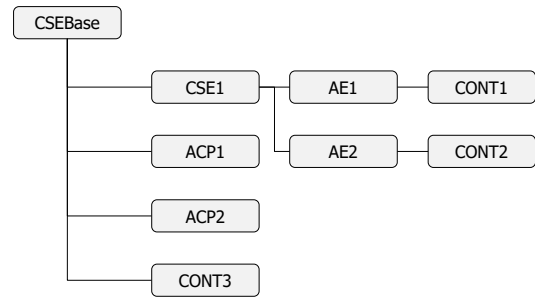 CSEBase
CSE1
AE1
CONT1
ACP1
AE2
CONT2
ACP2
CONT3